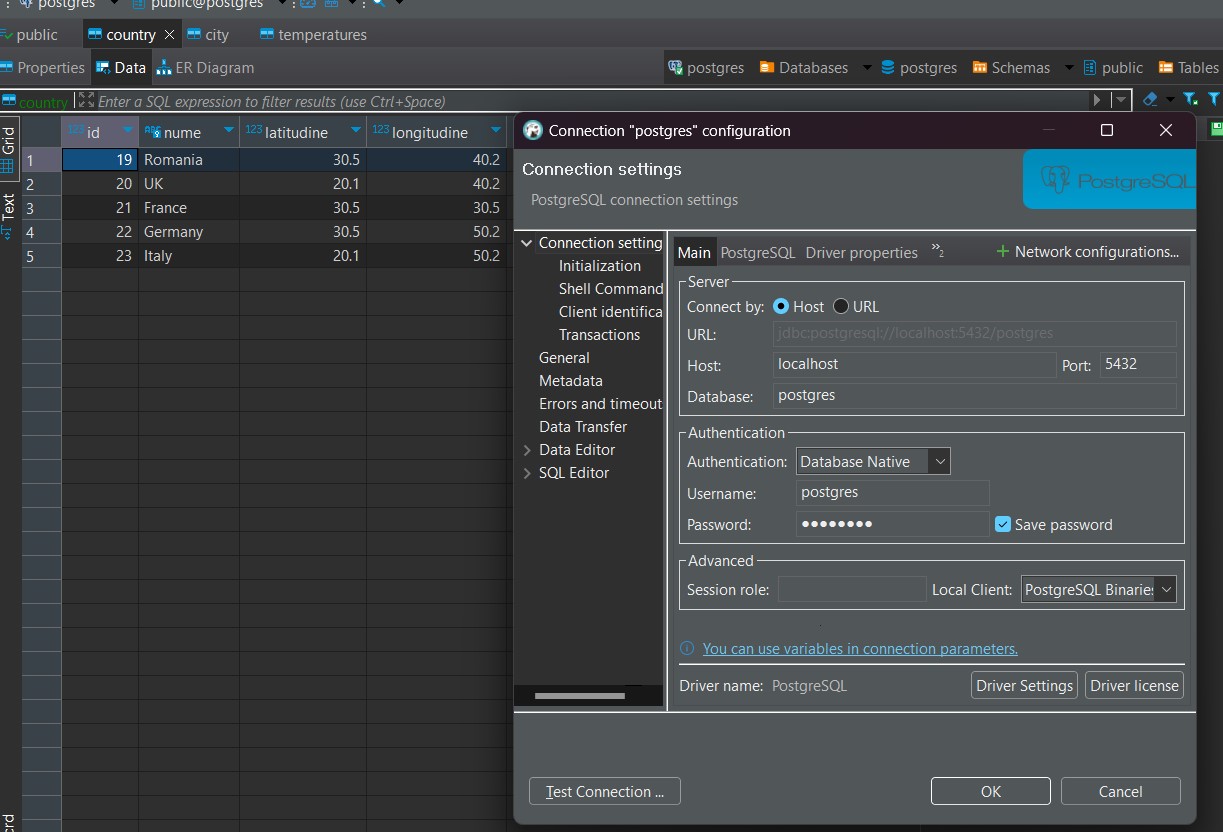 postgres public@postgres
public country city temperatures
Properties Data ER Diagram postgres Databases postgres Schemas public Tables
country Enter a SQL expression to filter results (use Ctrl+Space)
Grid
Text
123 id ABC nume 123 latitudine 123 longitudine
1 19 Romania 30.5 40.2
2 20 UK 20.1 40.2
3 21 France 30.5 30.5
4 22 Germany 30.5 50.2
5 23 Italy 20.1 50.2
Connection "postgres" configuration
Connection settings
PostgreSQL connection settings
PostgreSQL
Connection setting
Initialization
Shell Command
Client identifica
Transactions
General
Metadata
Errors and timeout
Data Transfer
Data Editor
SQL Editor
Main PostgreSQL Driver properties »2 + Network configurations...
Server
Connect by: Host URL
URL: jdbc:postgresql://localhost:5432/postgres
Host: localhost Port: 5432
Database: postgres
Authentication
Authentication: Database Native
Username: postgres
Password: •••••••• Save password
Advanced
Session role: Local Client: PostgreSQL Binaries
You can use variables in connection parameters.
Driver name: PostgreSQL Driver Settings Driver license
Test Connection ... OK Cancel